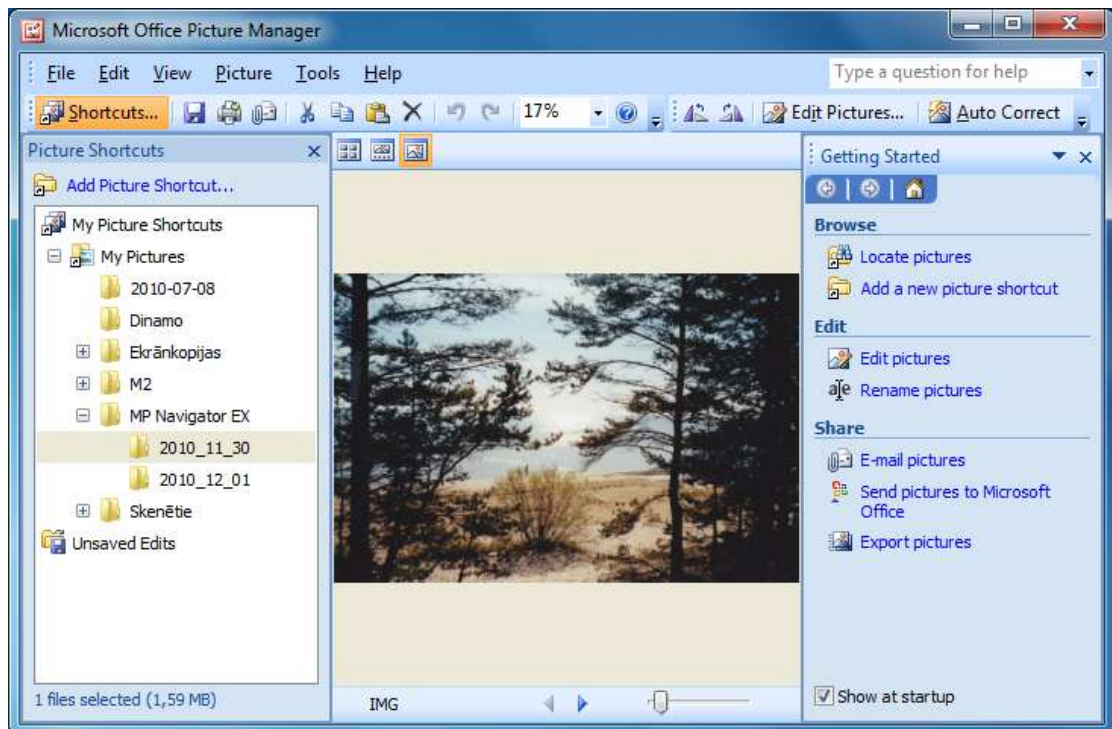 Microsoft Office Picture Manager
File Edit View Picture Tools Help
Type a question for help
Shortcuts... 17% Edit Pictures... Auto Correct
Picture Shortcuts
Add Picture Shortcut...
My Picture Shortcuts
My Pictures
2010-07-08
Dinamo
Ekrānkopijas
M2
MP Navigator EX
2010_11_30
2010_12_01
Skenētie
Unsaved Edits
1 files selected (1,59 MB)
IMG
Getting Started
Browse
Locate pictures
Add a new picture shortcut
Edit
Edit pictures
Rename pictures
Share
E-mail pictures
Send pictures to Microsoft
Office
Export pictures
Show at startup